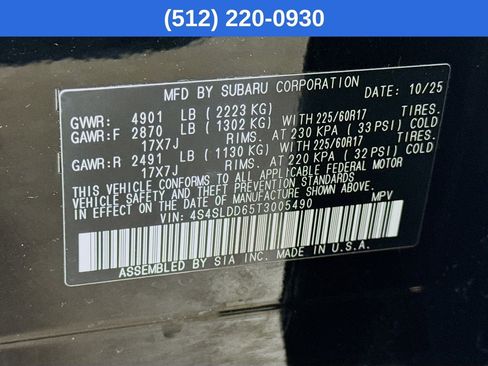 (512) 220-0930
MFD BY SUBARU CORPORATION DATE: 10/25
GVWR: 4901 LB ( 2223 KG)
GAWR:F 2870 LB ( 1302 KG) WITH 225/60R17 TIRES.
17X7J RIMS. AT 230 KPA ( 33 PSI) COLD
GAWR:R 2491 LB ( 1130 KG) WITH 225/60R17 TIRES.
17X7J RIMS. AT 220 KPA ( 32 PSI) COLD
THIS VEHICLE CONFORMS TO ALL APPLICABLE FEDERAL MOTOR
VEHICLE SAFETY AND THEFT PREVENTION STANDARDS
IN EFFECT ON THE DATE OF MANUFACTURE SHOWN ABOVE.
VIN: 4S4SLDD65T3005490 MPV
ASSEMBLED BY SIA INC. MADE IN U.S.A.